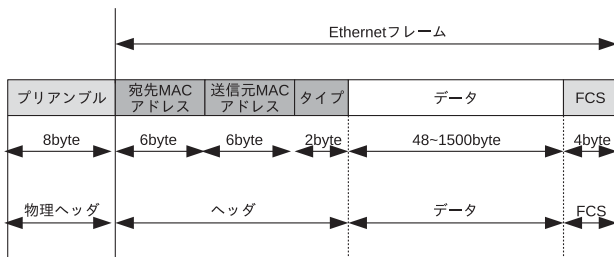 Ethernetフレーム
プリアンブル
宛先MAC
アドレス
送信元MAC
アドレス
タイプ
データ
FCS
8byte
6byte
6byte
2byte
48~1500byte
4byte
物理ヘッダ
ヘッダ
データ
FCS